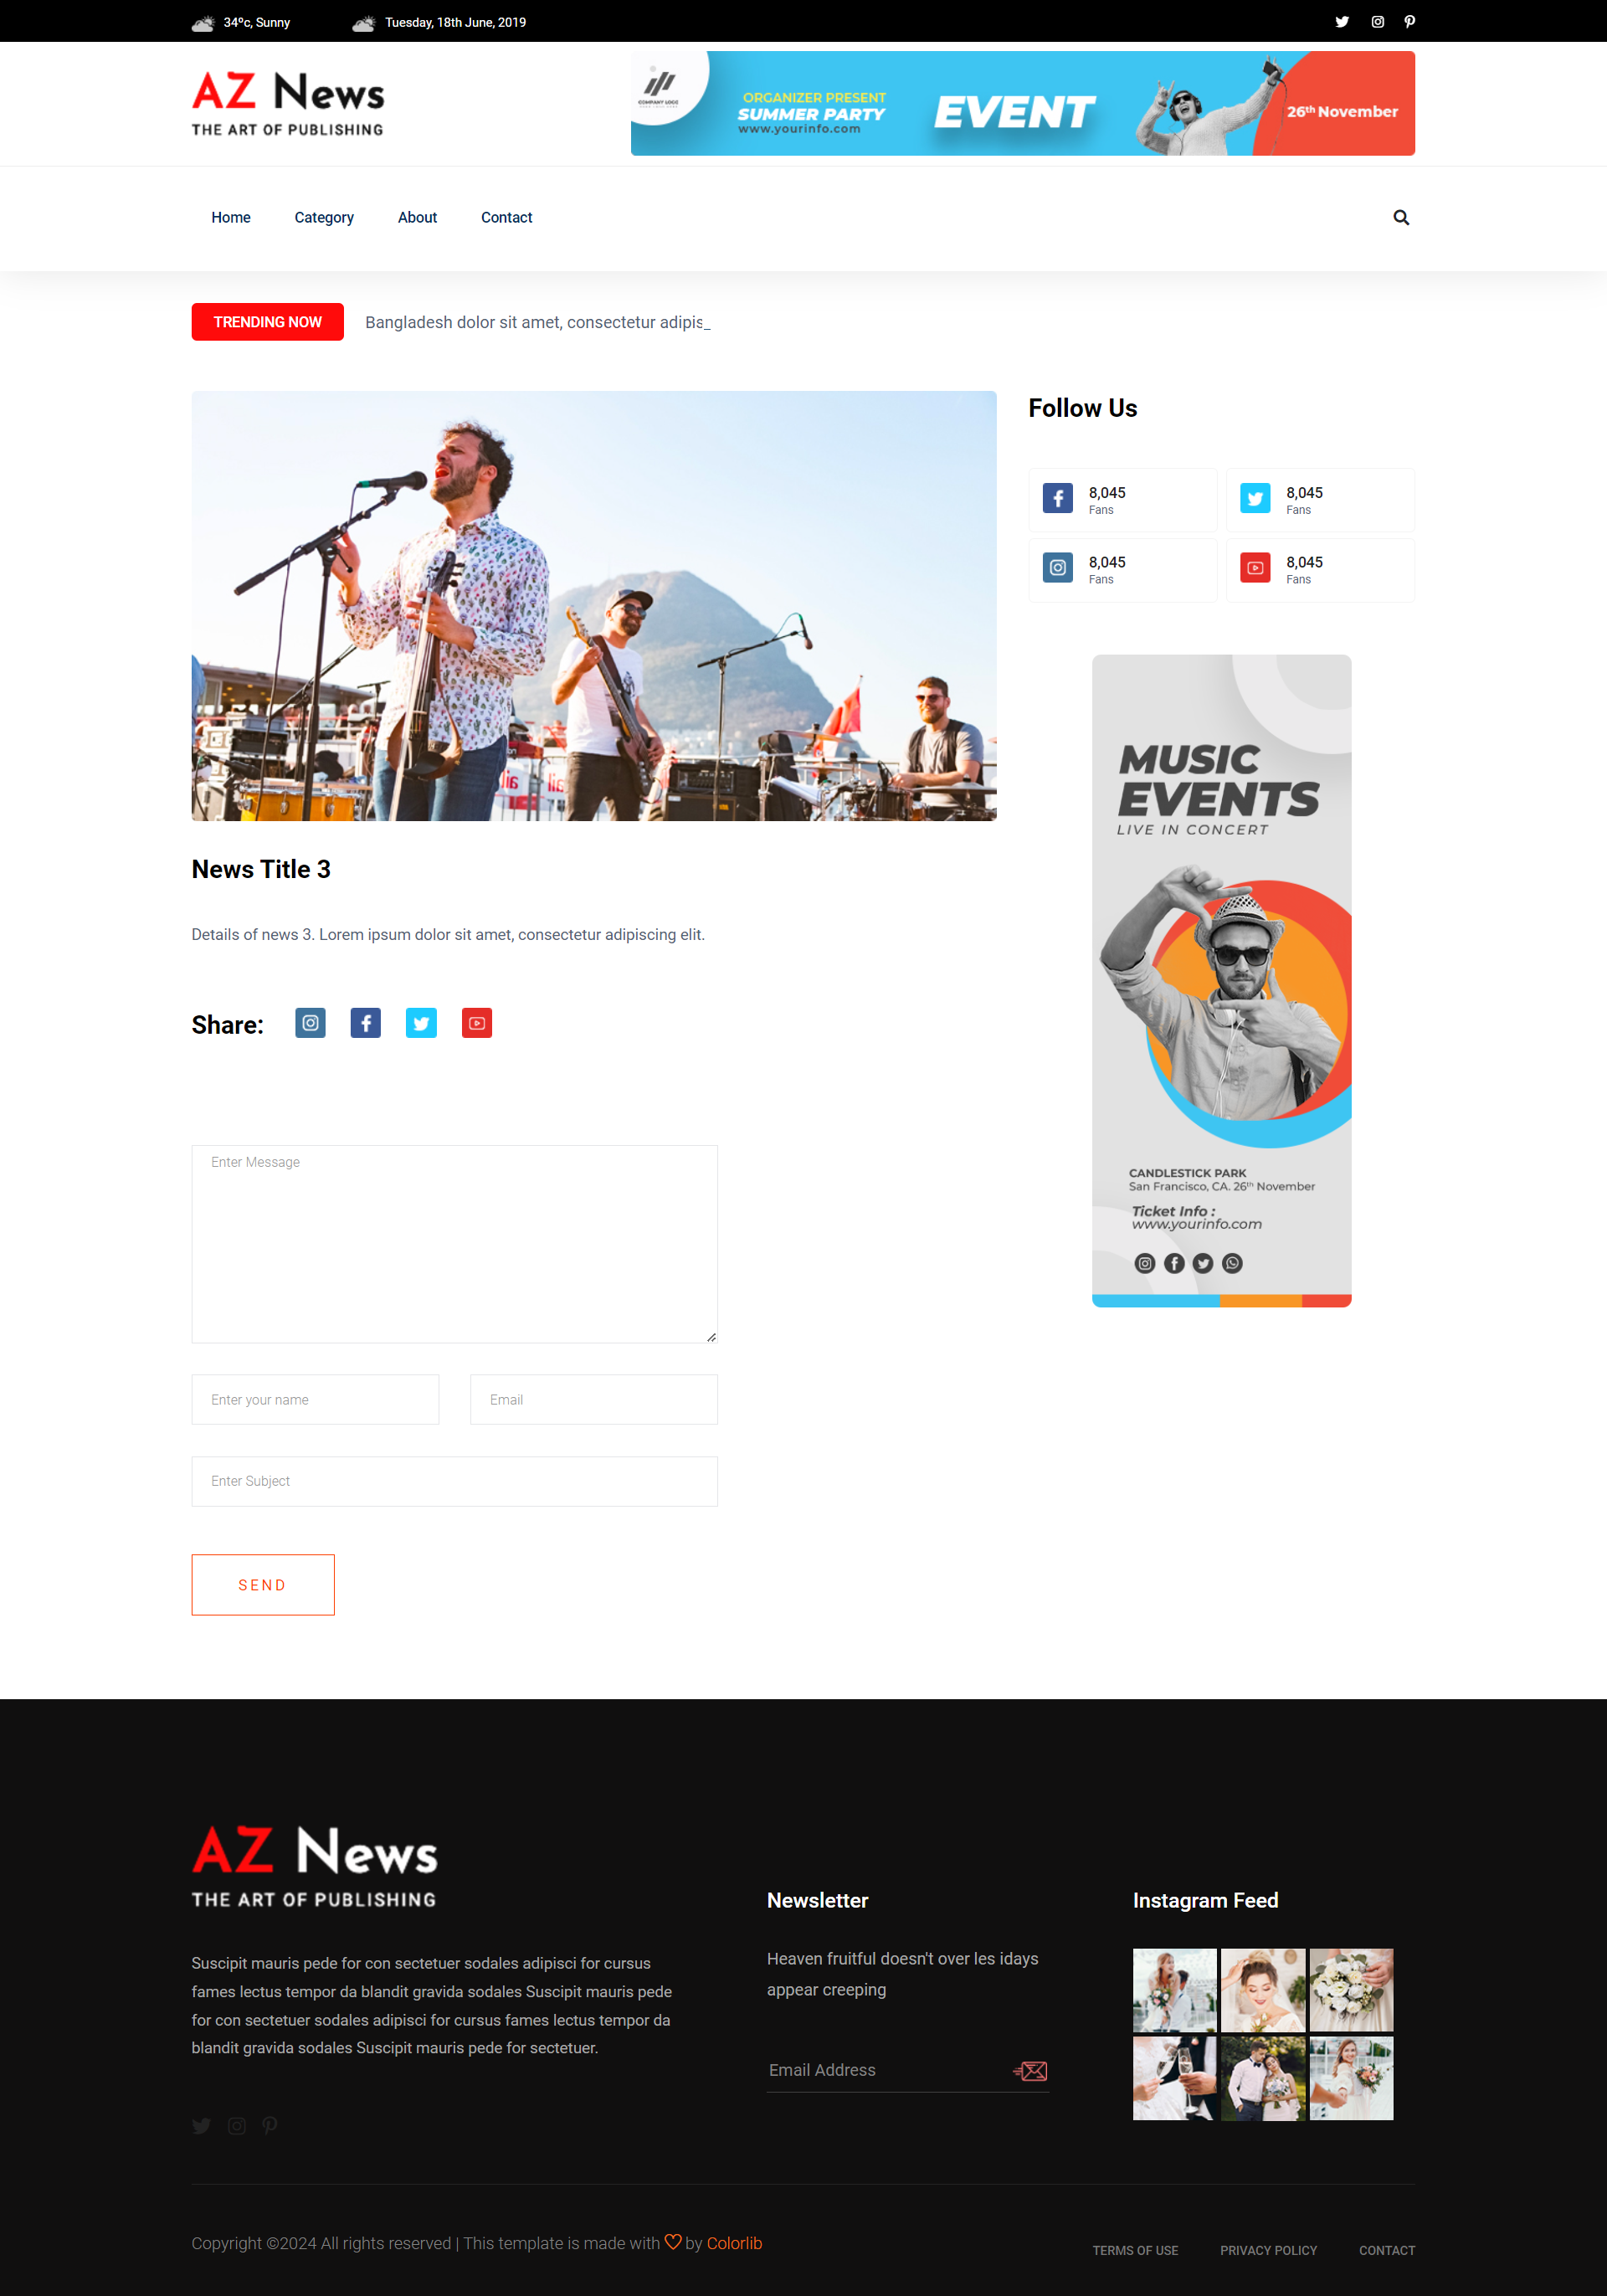 34ºc, Sunny
Tuesday, 18th June, 2019
AZ News
THE ART OF PUBLISHING
COMPANY LOGO
ORGANIZER PRESENT
SUMMER PARTY
www.yourinfo.com
EVENT
26th November
Home
Category
About
Contact
TRENDING NOW
Bangladesh dolor sit amet, consectetur adipis_
Follow Us
8,045
Fans
8,045
Fans
8,045
Fans
8,045
Fans
MUSIC
EVENTS
LIVE IN CONCERT
CANDLESTICK PARK
San Francisco, CA. 26th November
Ticket Info :
www.yourinfo.com
News Title 3
Details of news 3. Lorem ipsum dolor sit amet, consectetur adipiscing elit.
Share:
Enter Message
Enter your name
Email
Enter Subject
SEND
AZ News
THE ART OF PUBLISHING
Suscipit mauris pede for con sectetuer sodales adipisci for cursus
fames lectus tempor da blandit gravida sodales Suscipit mauris pede
for con sectetuer sodales adipisci for cursus fames lectus tempor da
blandit gravida sodales Suscipit mauris pede for sectetuer.
Newsletter
Heaven fruitful doesn't over les idays
appear creeping
Email Address
Instagram Feed
Copyright ©2024 All rights reserved | This template is made with by Colorlib
TERMS OF USE
PRIVACY POLICY
CONTACT